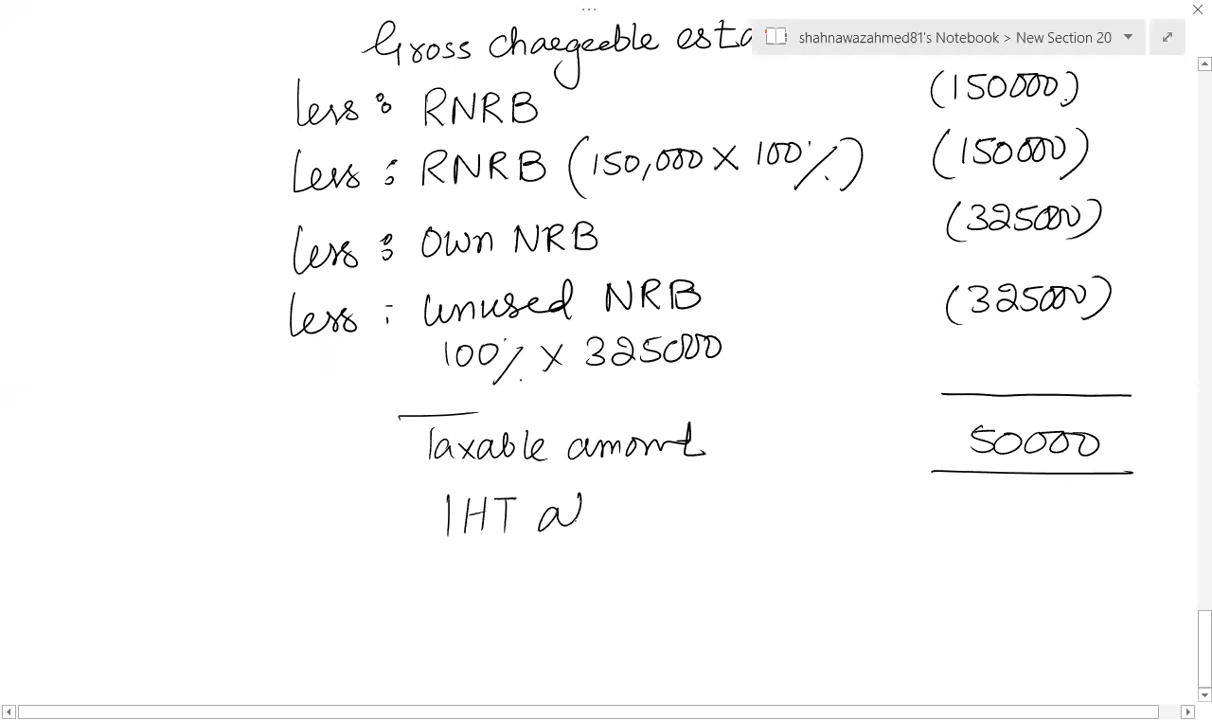 Gross chaegeeble esta
shahnawazahmed81's Notebook > New Section 20
less : RNRB (150000)
less : RNRB (150,000 X 100%) (150000)
less : Own NRB (325000)
less : Unused NRB (325000)
100% X 325000
Taxable amount 50000
IHT a